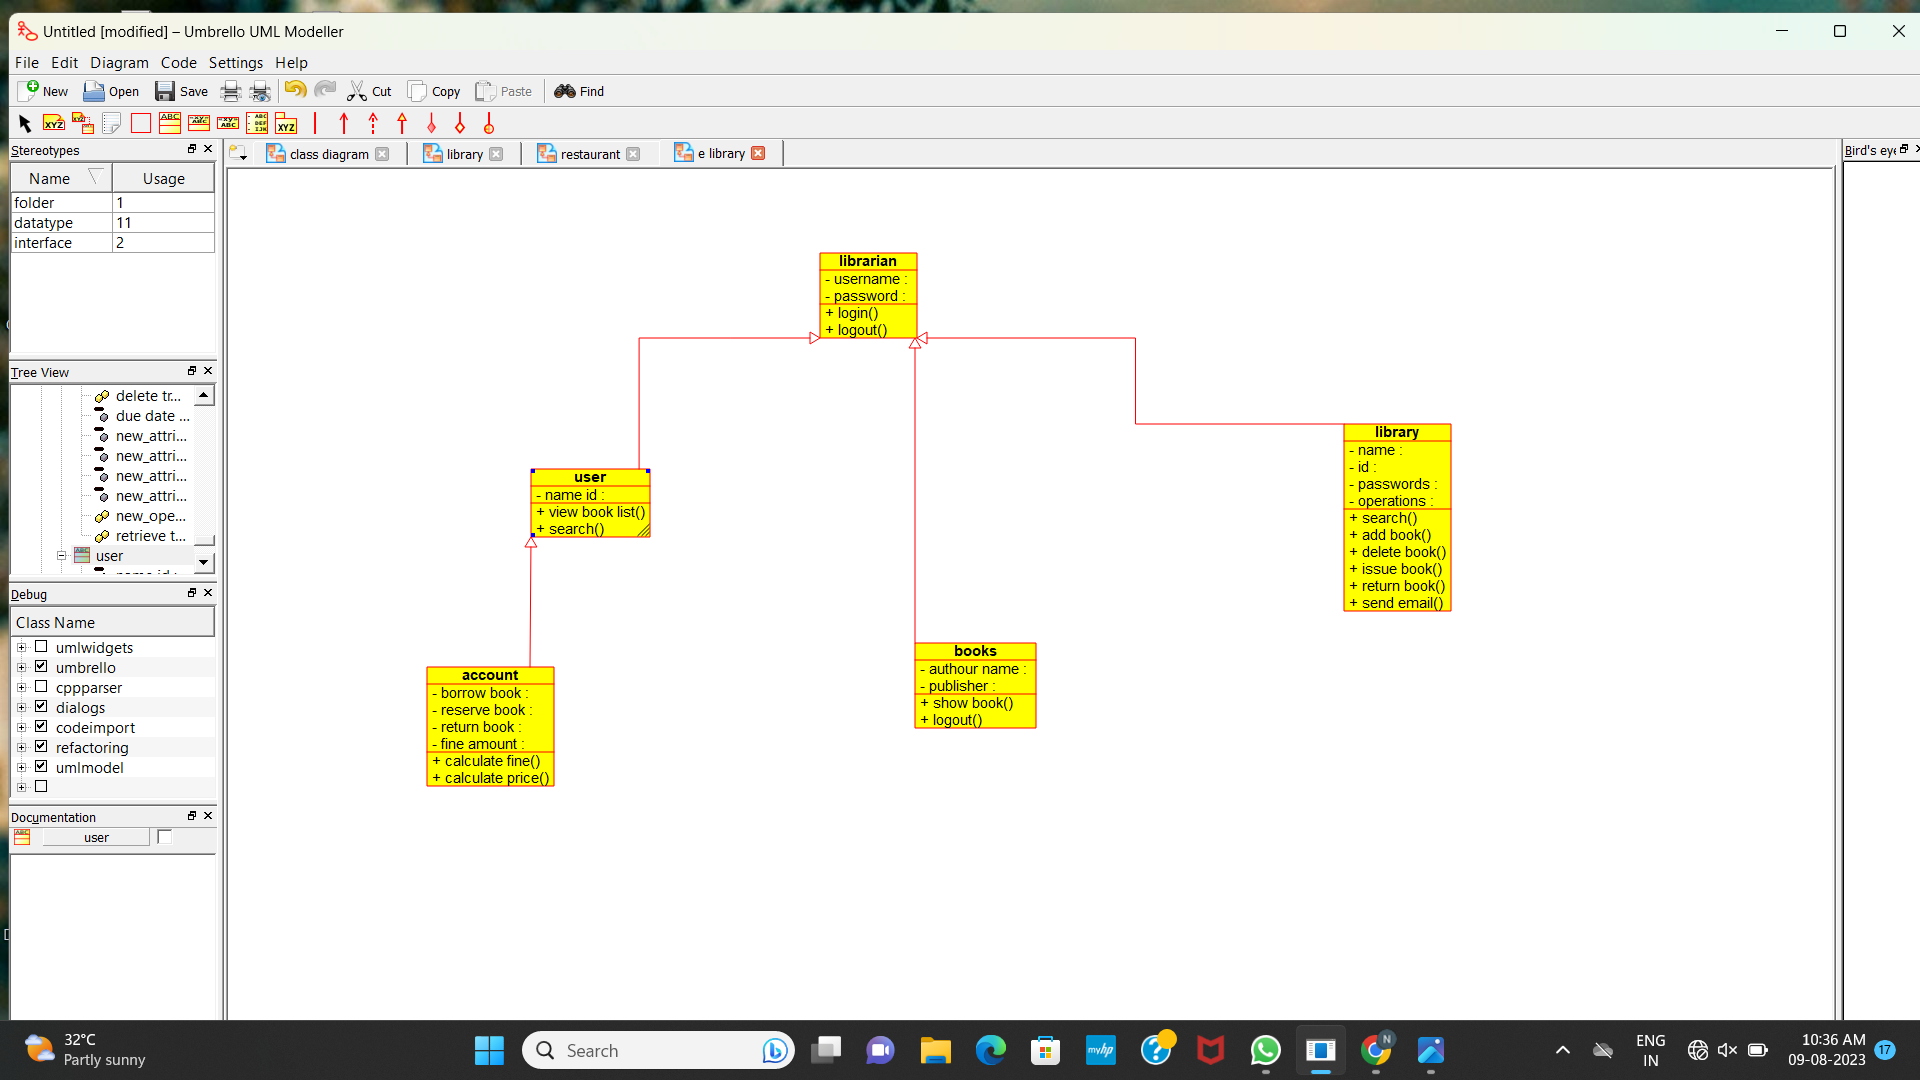 Untitled [modified] – Umbrello UML Modeller
File Edit Diagram Code Settings Help
New Open Save Cut Copy Paste Find
Stereotypes
class diagram library restaurant e library
Bird's eye
Name Usage
folder 1
datatype 11
interface 2
Tree View
delete tr...
due date ...
new_attri...
new_attri...
new_attri...
new_attri...
new_ope...
retrieve t...
user
Debug
Class Name
umlwidgets
umbrello
cppparser
dialogs
codeimport
refactoring
umlmodel
Documentation
user
librarian
- username :
- password :
+ login()
+ logout()
user
- name id :
+ view book list()
+ search()
library
- name :
- id :
- passwords :
- operations :
+ search()
+ add book()
+ delete book()
+ issue book()
+ return book()
+ send email()
account
- borrow book :
- reserve book :
- return book :
- fine amount :
+ calculate fine()
+ calculate price()
books
- authour name :
- publisher :
+ show book()
+ logout()
32°C
Partly sunny
Search
myhp
N
ENG
IN
10:36 AM
09-08-2023
17